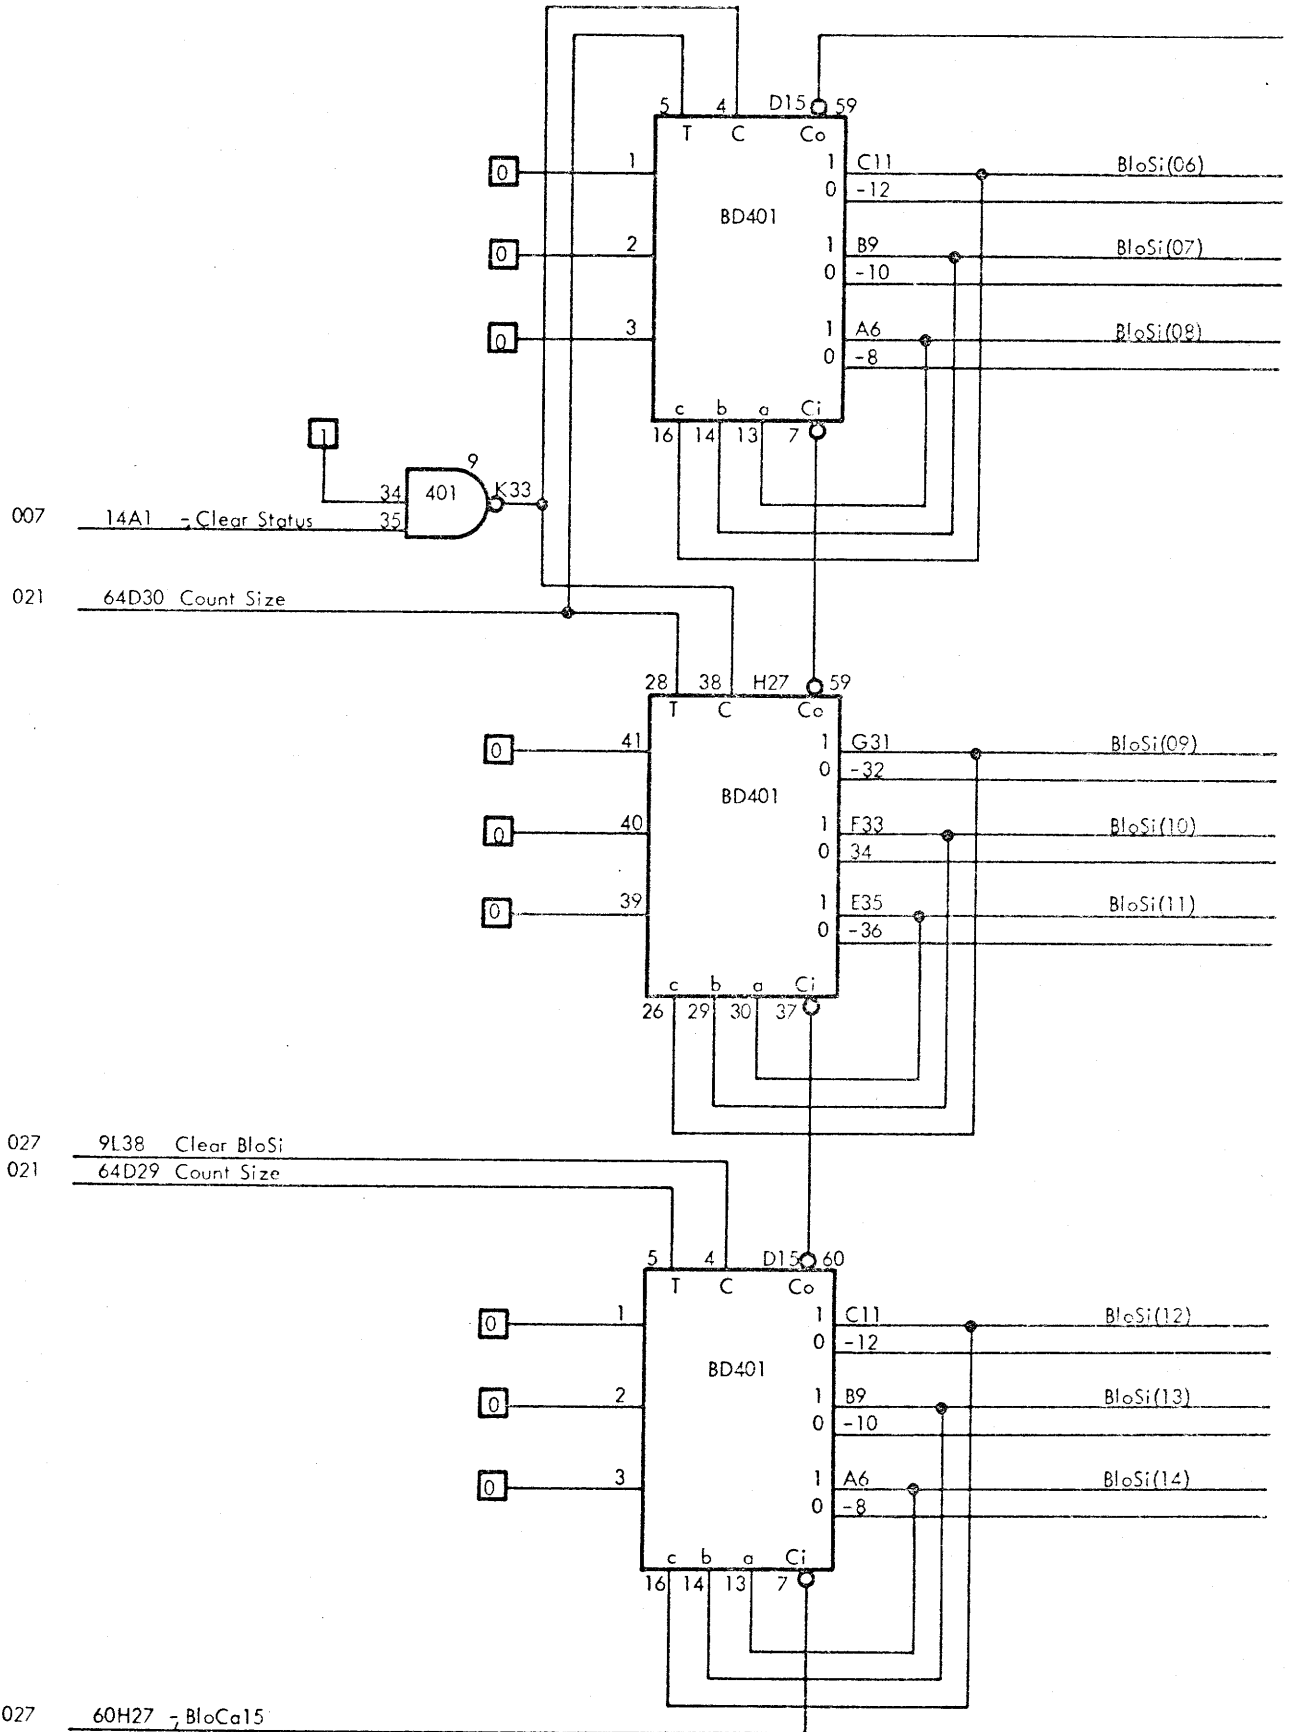 5 4 D15 59
T C Co
0 1 1 C11 BloSi(06)
0 -12
BD401
0 2 1 B9 BloSi(07)
0 -10
0 3 1 A6 BloSi(08)
0 -8
c b a Ci
16 14 13 7
1
9
34 401 K33
007 14A1 ¬Clear Status 35
021 64D30 Count Size
28 38 H27 59
T C Co
0 41 1 G31 BloSi(09)
0 -32
BD401
0 40 1 F33 BloSi(10)
0 34
0 39 1 E35 BloSi(11)
0 -36
c b a Ci
26 29 30 37
027 9L38 Clear BloSi
021 64D29 Count Size
5 4 D15 60
T C Co
0 1 1 C11 BloSi(12)
0 -12
BD401
0 2 1 B9 BloSi(13)
0 -10
0 3 1 A6 BloSi(14)
0 -8
c b a Ci
16 14 13 7
027 60H27 ¬BloCa15